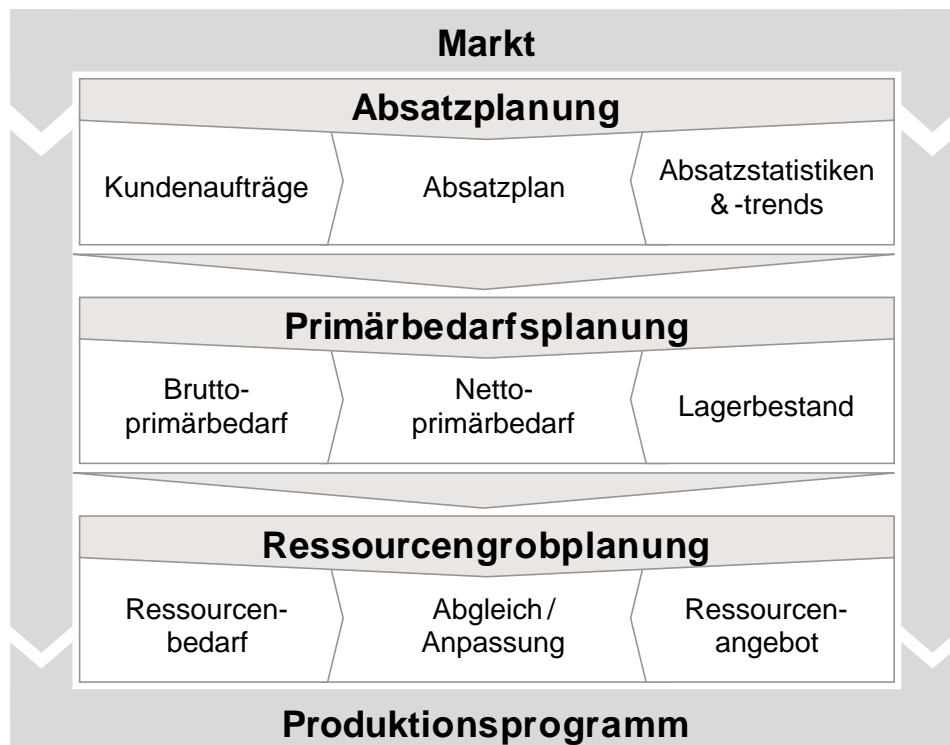 Markt
Absatzplanung
Kundenaufträge
Absatzplan
Absatzstatistiken
& -trends
Primärbedarfsplanung
Brutto-
primärbedarf
Netto-
primärbedarf
Lagerbestand
Ressourcengrobplanung
Ressourcen-
bedarf
Abgleich /
Anpassung
Ressourcen-
angebot
Produktionsprogramm